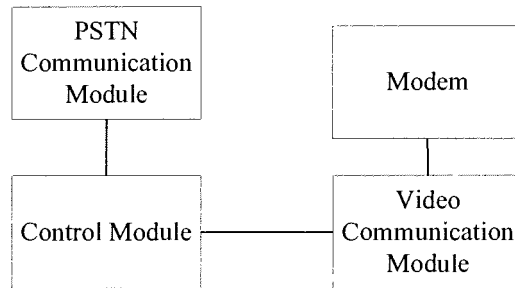 PSTN
Communication
Module
Modem
Control Module
Video
Communication
Module